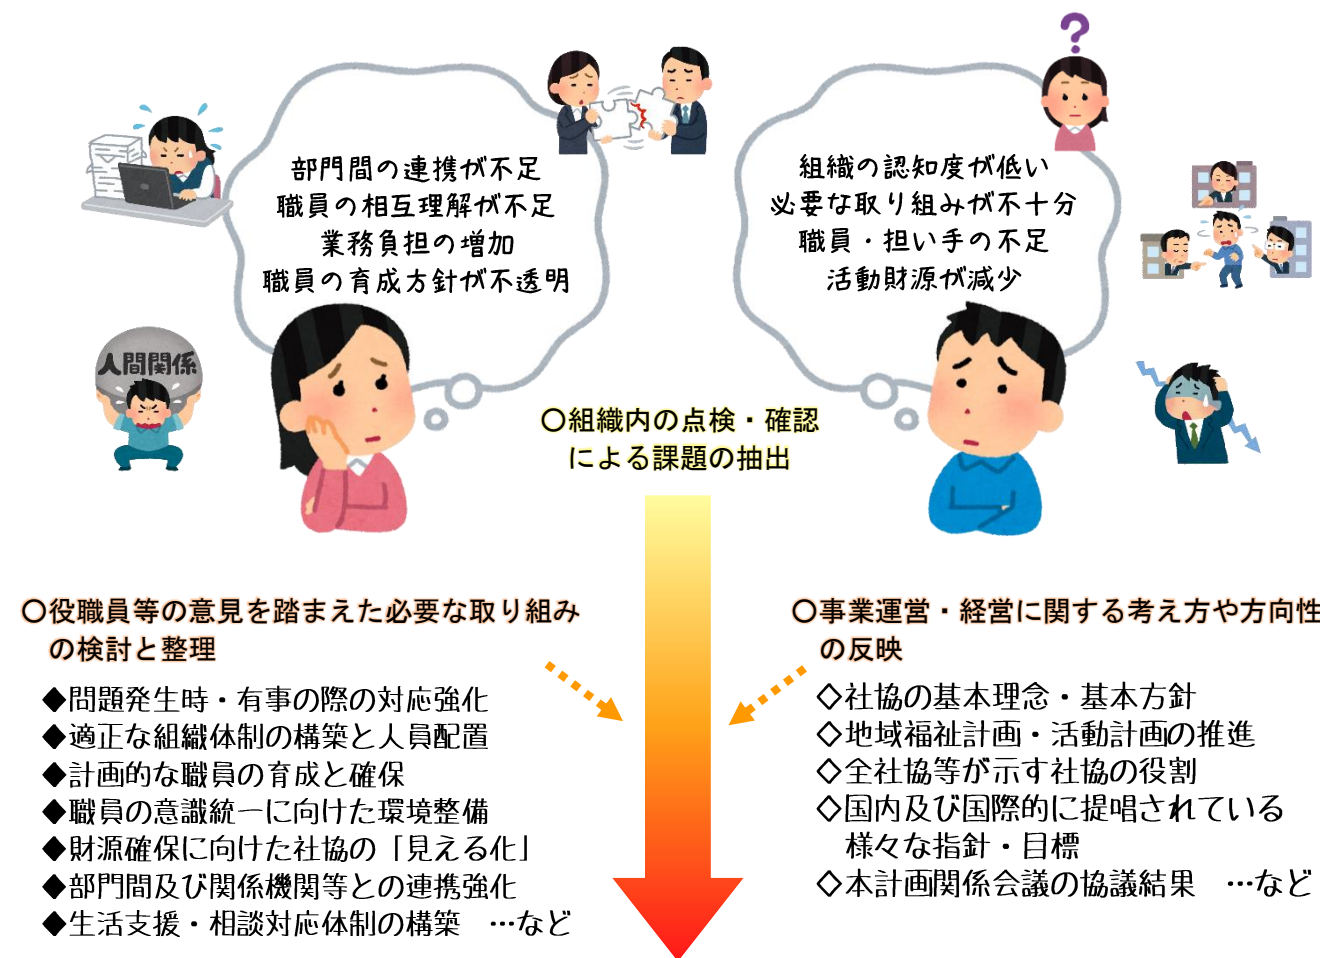 ?
部門間の連携が不足
職員の相互理解が不足
業務負担の増加
職員の育成方針が不透明
組織の認知度が低い
必要な取り組みが不十分
職員・担い手の不足
活動財源が減少
人間関係
〇組織内の点検・確認
による課題の抽出
〇役職員等の意見を踏まえた必要な取り組み
の検討と整理
◆問題発生時・有事の際の対応強化
◆適正な組織体制の構築と人員配置
◆計画的な職員の育成と確保
◆職員の意識統一に向けた環境整備
◆財源確保に向けた社協の「見える化」
◆部門間及び関係機関等との連携強化
◆生活支援・相談対応体制の構築 …など
〇事業運営・経営に関する考え方や方向性
の反映
◇社協の基本理念・基本方針
◇地域福祉計画・活動計画の推進
◇全社協等が示す社協の役割
◇国内及び国際的に提唱されている
様々な指針・目標
◇本計画関係会議の協議結果 …など